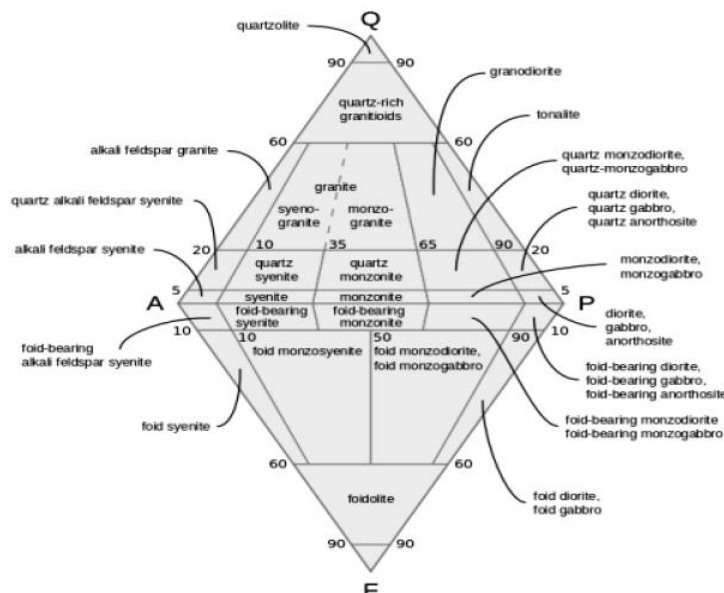 Q
quartzolite
90
90
granodiorite
quartz-rich
granitioids
tonalite
60
60
alkali feldspar granite
quartz monzodiorite,
quartz-monzogabbro
granite
quartz alkali feldspar syenite
syeno-
granite
monzo-
granite
quartz diorite,
quartz gabbro,
quartz anorthosite
alkali feldspar syenite
20
10
35
65
90
20
quartz
syenite
quartz
monzonite
monzodiorite,
monzogabbro
5
5
A
syenite
monzonite
P
diorite,
gabbro,
anorthosite
foid-bearing
syenite
foid-bearing
monzonite
10
10
50
90
10
foid-bearing
alkali feldspar syenite
foid monzosyenite
foid monzodiorite,
foid monzogabbro
foid-bearing diorite,
foid-bearing gabbro,
foid-bearing anorthosite
foid syenite
foid-bearing monzodiorite
foid-bearing monzogabbro
60
60
foidolite
foid diorite,
foid gabbro
90
90
F